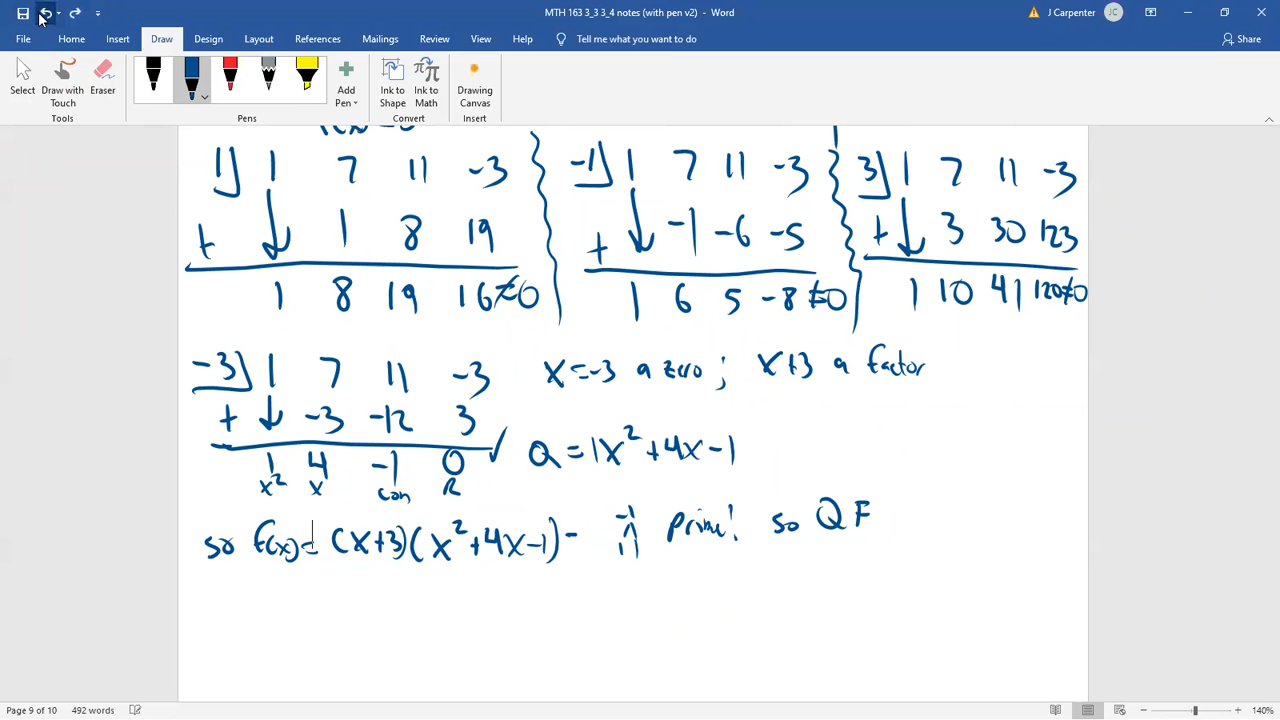 MTH 163 3_3 3_4 notes (with pen v2) - Word
J Carpenter JC
File Home Insert Draw Design Layout References Mailings Review View Help Tell me what you want to do Share
Select Draw with Touch Eraser Add Pen Ink to Shape Ink to Math Drawing Canvas
Tools Pens Convert Insert
1 1 7 11 -3 -1 1 7 11 -3 3 1 7 11 -3
+ 1 8 19 + -1 -6 -5 + 3 30 123
1 8 19 16≠0 1 6 5 -8≠0 1 10 41 120≠0
-3 1 7 11 -3 x=-3 a zero; x+3 a factor
+ -3 -12 3
1 4 -1 0 ✓ Q=1x²+4x-1
x² x con R
so f(x)= (x+3)(x²+4x-1)- -1 prime! so QF
1 1
Page 9 of 10 492 words 140%